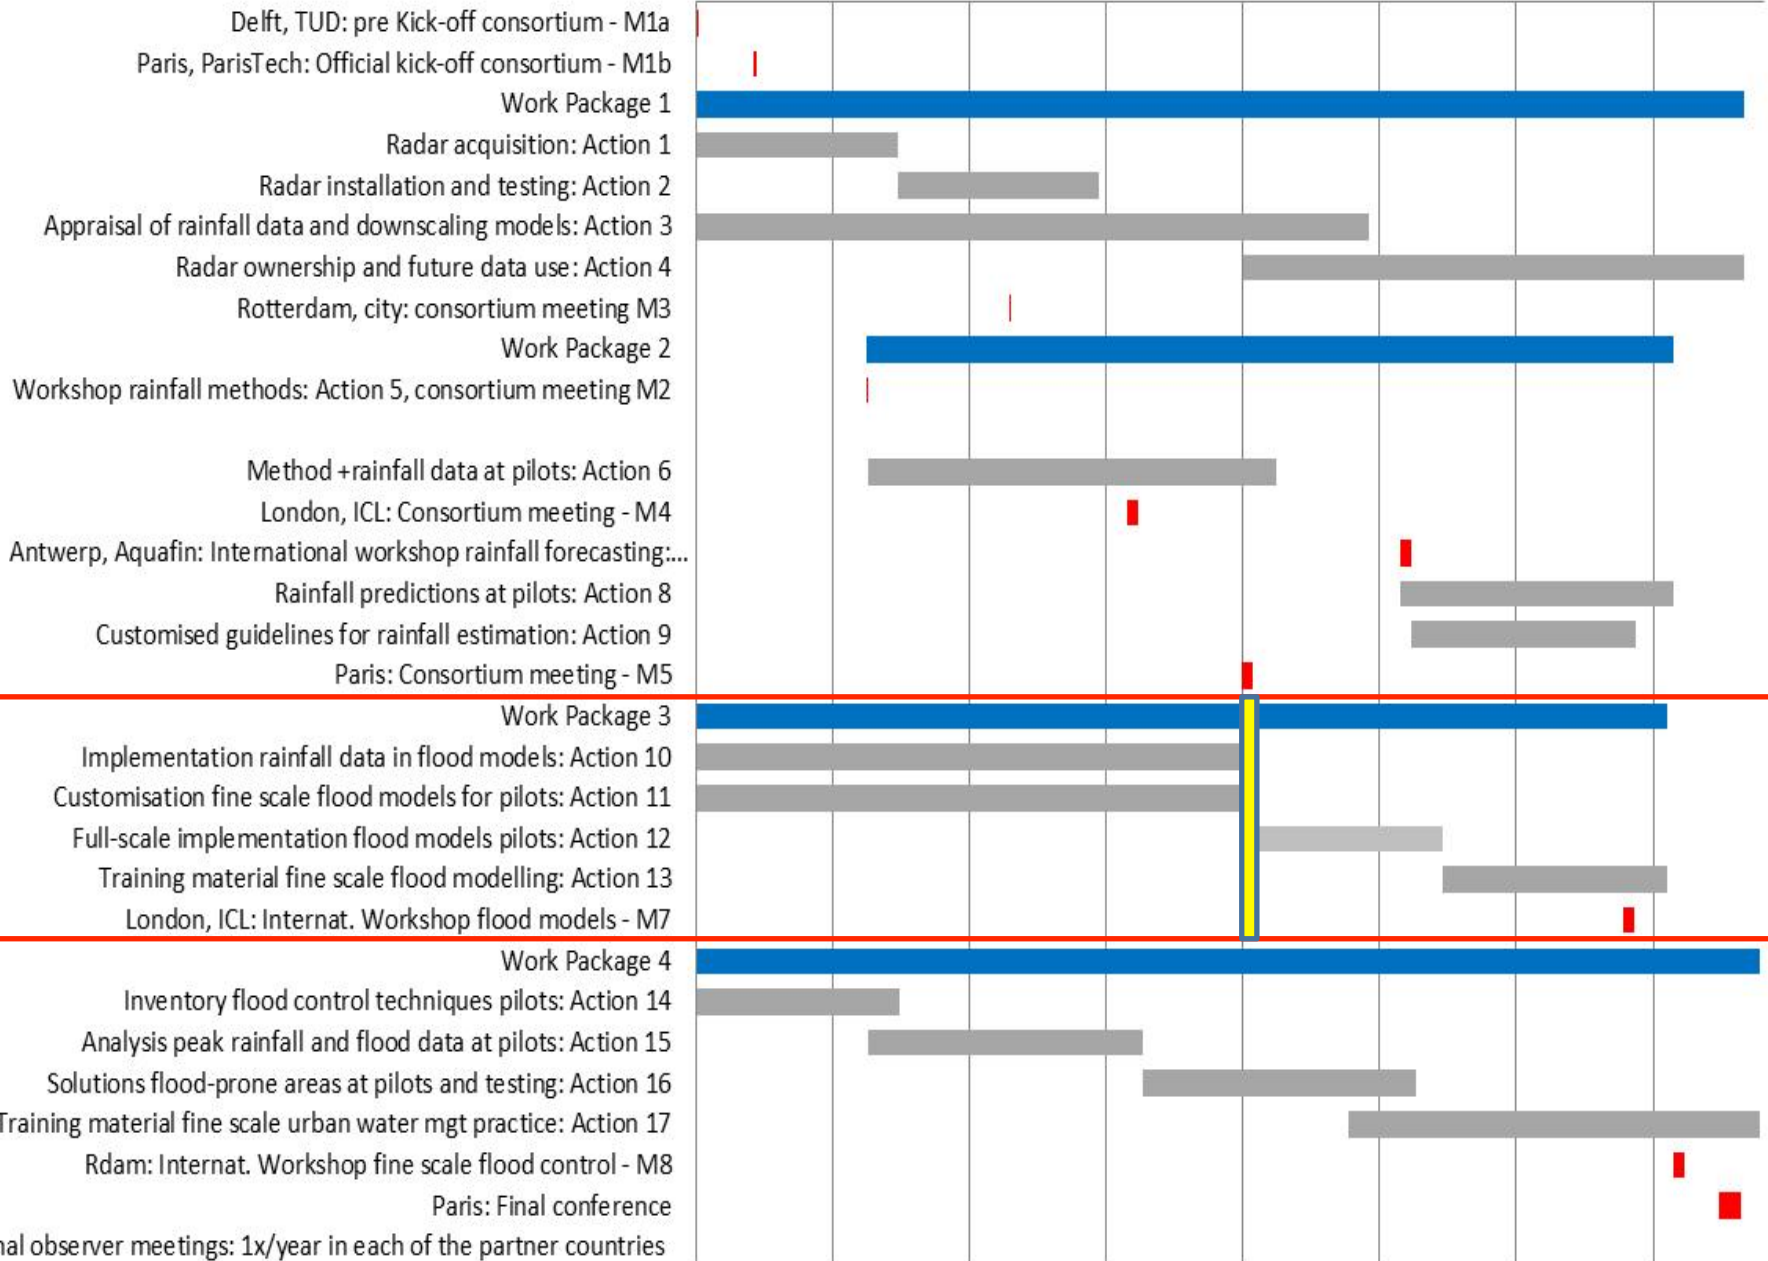 Delft, TUD: pre Kick-off consortium - M1a
Paris, ParisTech: Official kick-off consortium - M1b
Work Package 1
Radar acquisition: Action 1
Radar installation and testing: Action 2
Appraisal of rainfall data and downscaling models: Action 3
Radar ownership and future data use: Action 4
Rotterdam, city: consortium meeting M3
Work Package 2
Workshop rainfall methods: Action 5, consortium meeting M2
Method +rainfall data at pilots: Action 6
London, ICL: Consortium meeting - M4
Antwerp, Aquafin: International workshop rainfall forecasting:...
Rainfall predictions at pilots: Action 8
Customised guidelines for rainfall estimation: Action 9
Paris: Consortium meeting - M5
Work Package 3
Implementation rainfall data in flood models: Action 10
Customisation fine scale flood models for pilots: Action 11
Full-scale implementation flood models pilots: Action 12
Training material fine scale flood modelling: Action 13
London, ICL: Internat. Workshop flood models - M7
Work Package 4
Inventory flood control techniques pilots: Action 14
Analysis peak rainfall and flood data at pilots: Action 15
Solutions flood-prone areas at pilots and testing: Action 16
Training material fine scale urban water mgt practice: Action 17
Rdam: Internat. Workshop fine scale flood control - M8
Paris: Final conference
observer meetings: 1x/year in each of the partner countries